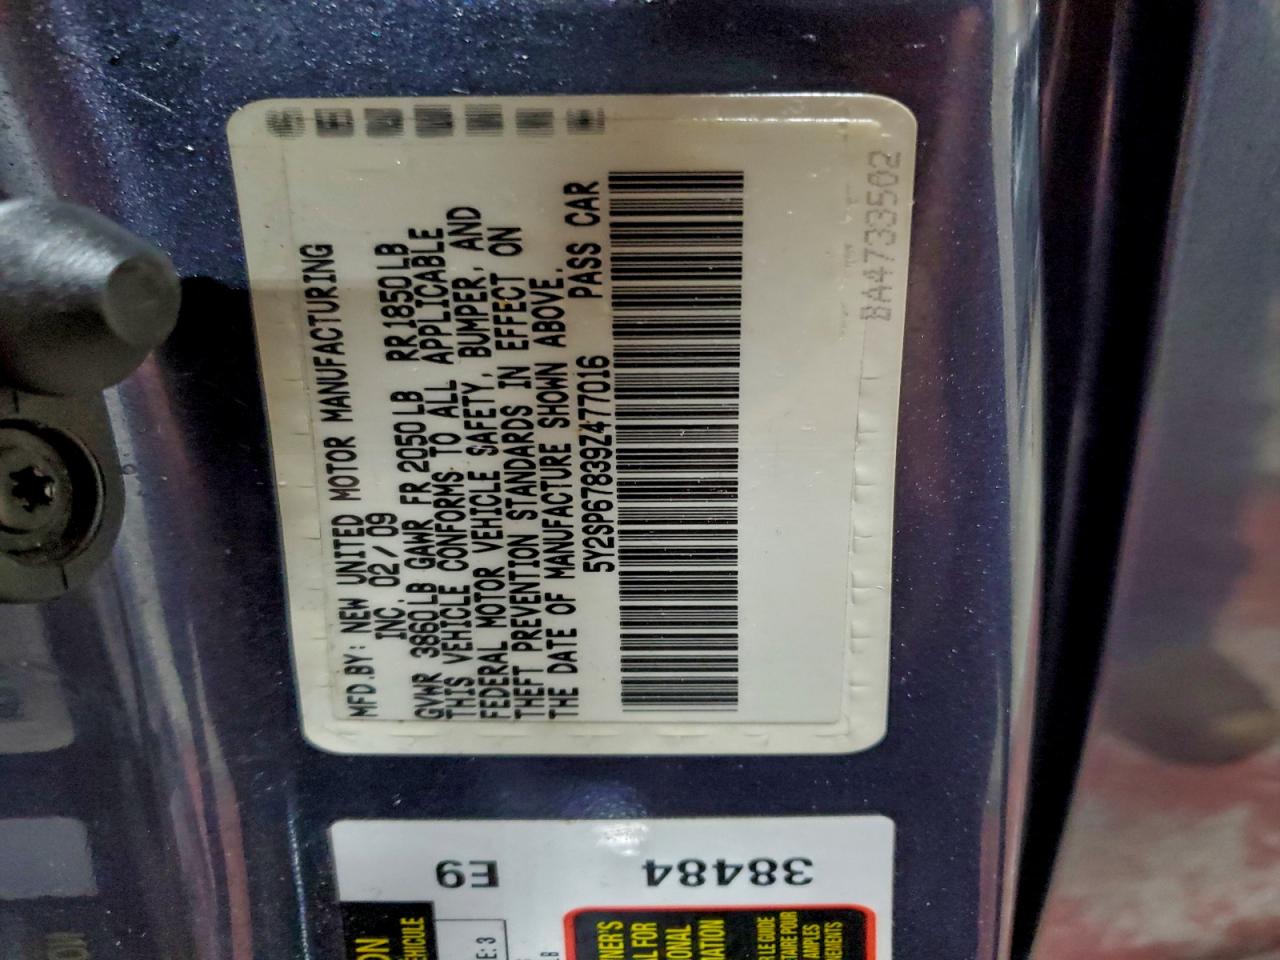 MFD.BY: NEW UNITED MOTOR MANUFACTURING
INC. 02/09
GVWR 3860LB GAWR FR 2050LB RR1850LB
THIS VEHICLE CONFORMS TO ALL APPLICABLE
FEDERAL MOTOR VEHICLE SAFETY, BUMPER, AND
THEFT PREVENTION STANDARDS IN EFFECT ON
THE DATE OF MANUFACTURE SHOWN ABOVE.
5Y2SP67839Z477016 PASS CAR
BA4733502
E9
38484